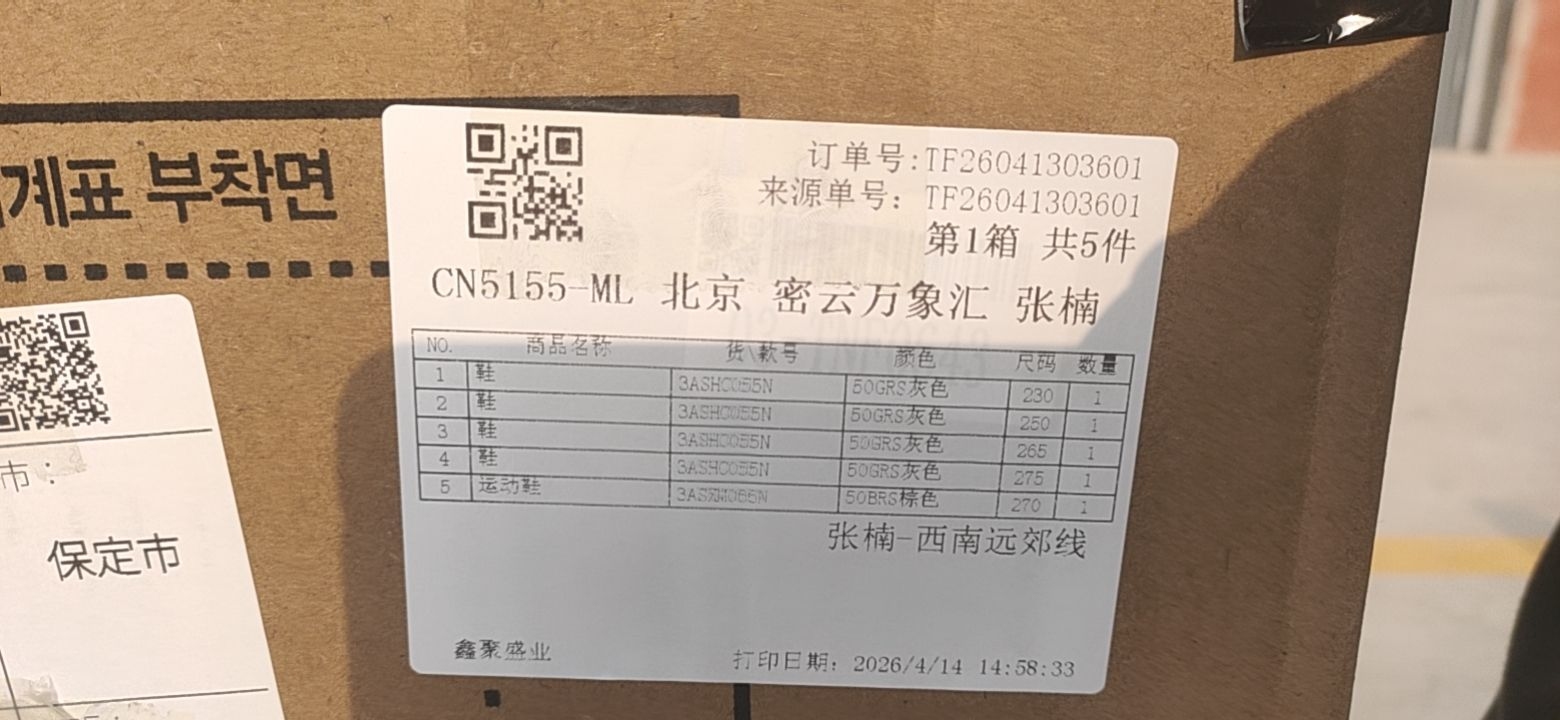 계표 부착면
订单号:TF26041303601
来源单号: TF26041303601
第1箱 共5件
CN5155-ML 北京 密云万象汇 张楠
NO. 商品名称 货\款号 颜色 尺码 数量
1 鞋 3ASHC055N 50GRS灰色 230 1
2 鞋 3ASHC055N 50GRS灰色 250 1
3 鞋 3ASHC055N 50GRS灰色 265 1
4 鞋 3ASHC055N 50GRS灰色 275 1
5 运动鞋 50BRS棕色 270 1
张楠-西南远郊线
鑫聚盛业
打印日期: 2026/4/14 14:58:33
市:
保定市